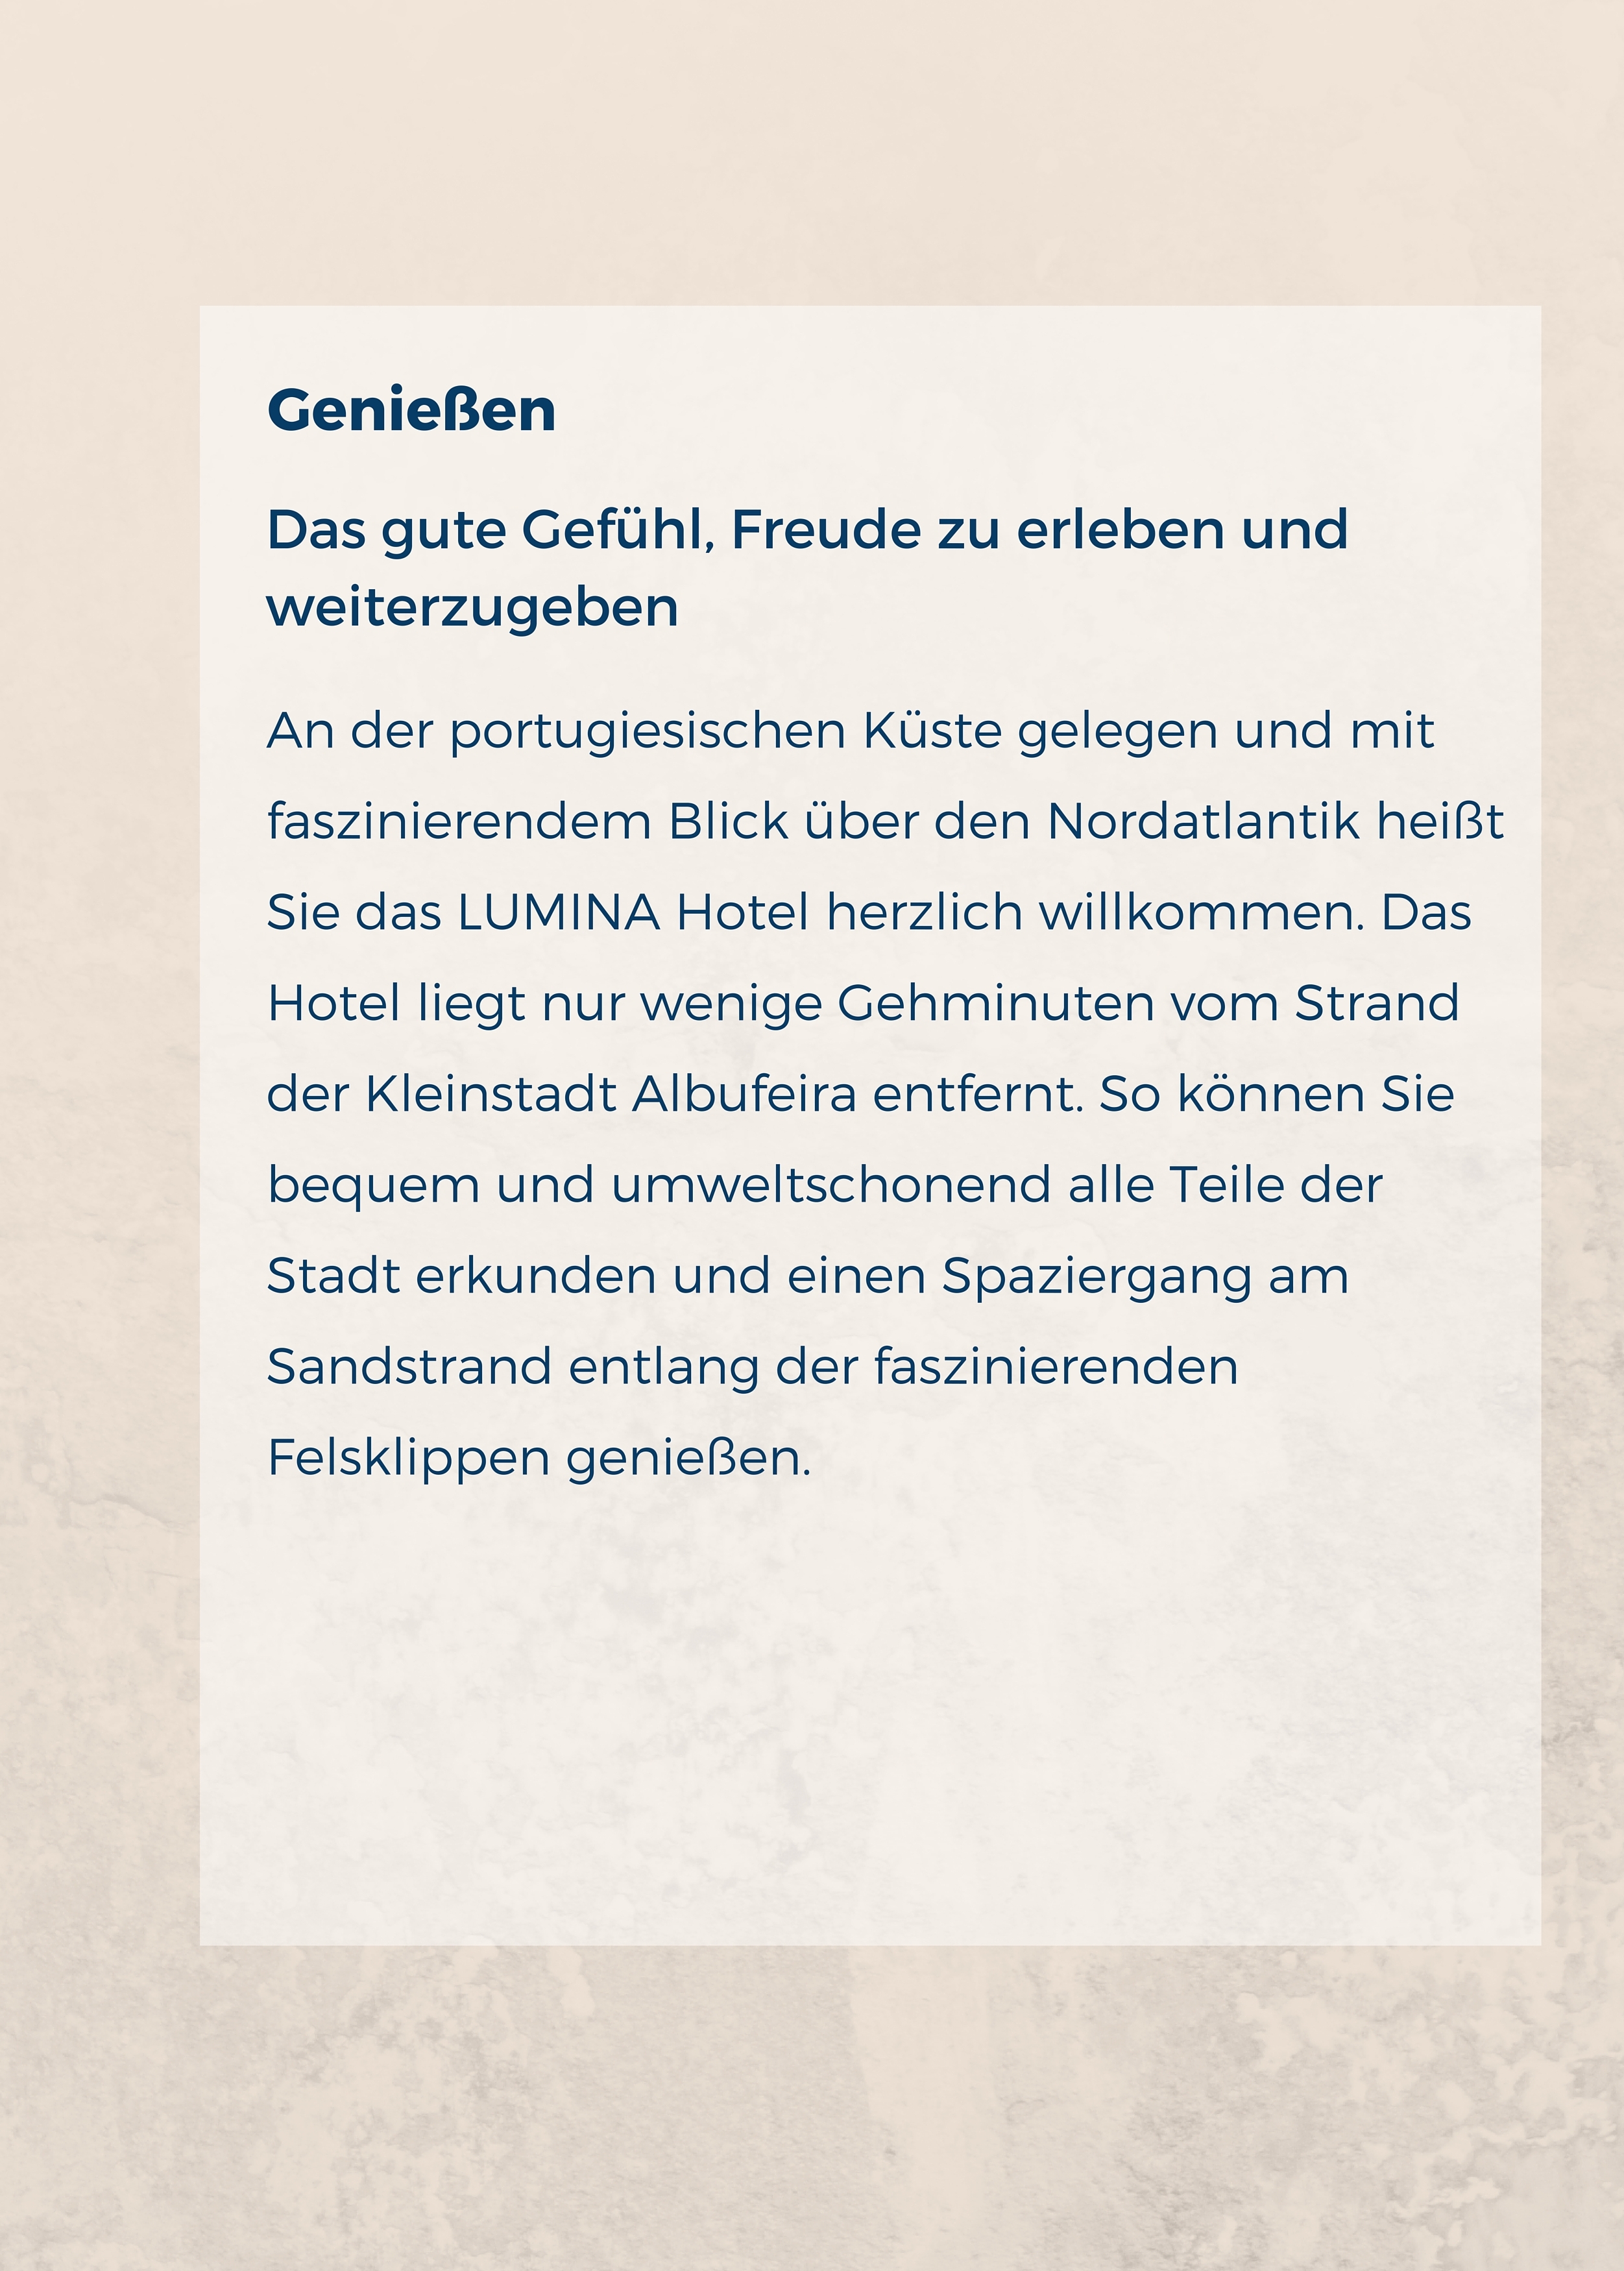 Genießen
Das gute Gefühl, Freude zu erleben und
weiterzugeben
An der portugiesischen Küste gelegen und mit
faszinierendem Blick über den Nordatlantik heißt
Sie das LUMINA Hotel herzlich willkommen. Das
Hotel liegt nur wenige Gehminuten vom Strand
der Kleinstadt Albufeira entfernt. So können Sie
bequem und umweltschonend alle Teile der
Stadt erkunden und einen Spaziergang am
Sandstrand entlang der faszinierenden
Felsklippen genießen.